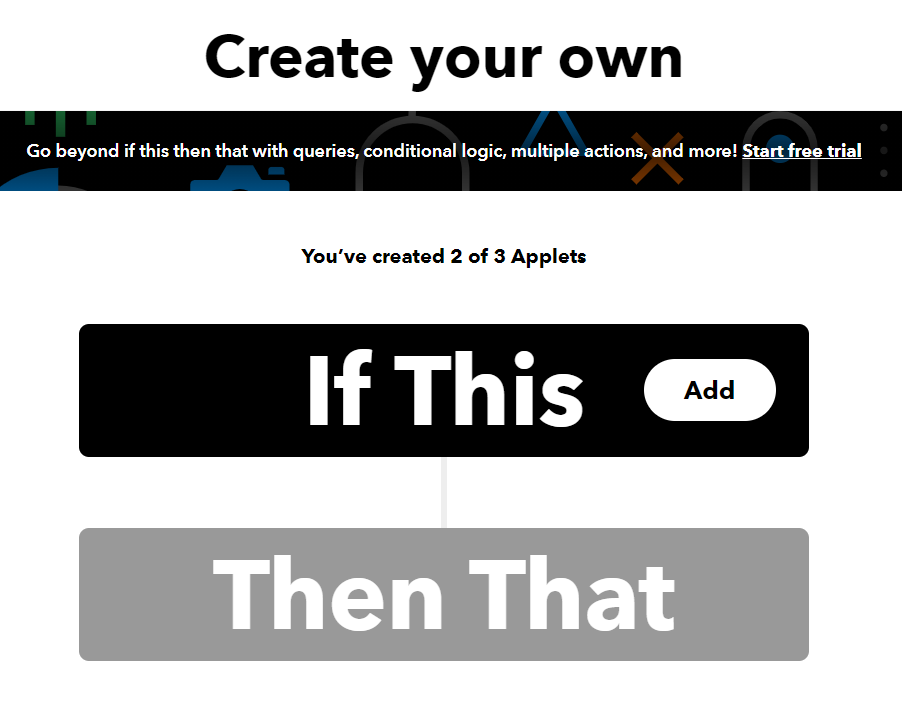 Create your own
Go beyond if this then that with queries, conditional logic, multiple actions, and more! Start free trial
You’ve created 2 of 3 Applets
If This
Add
Then That